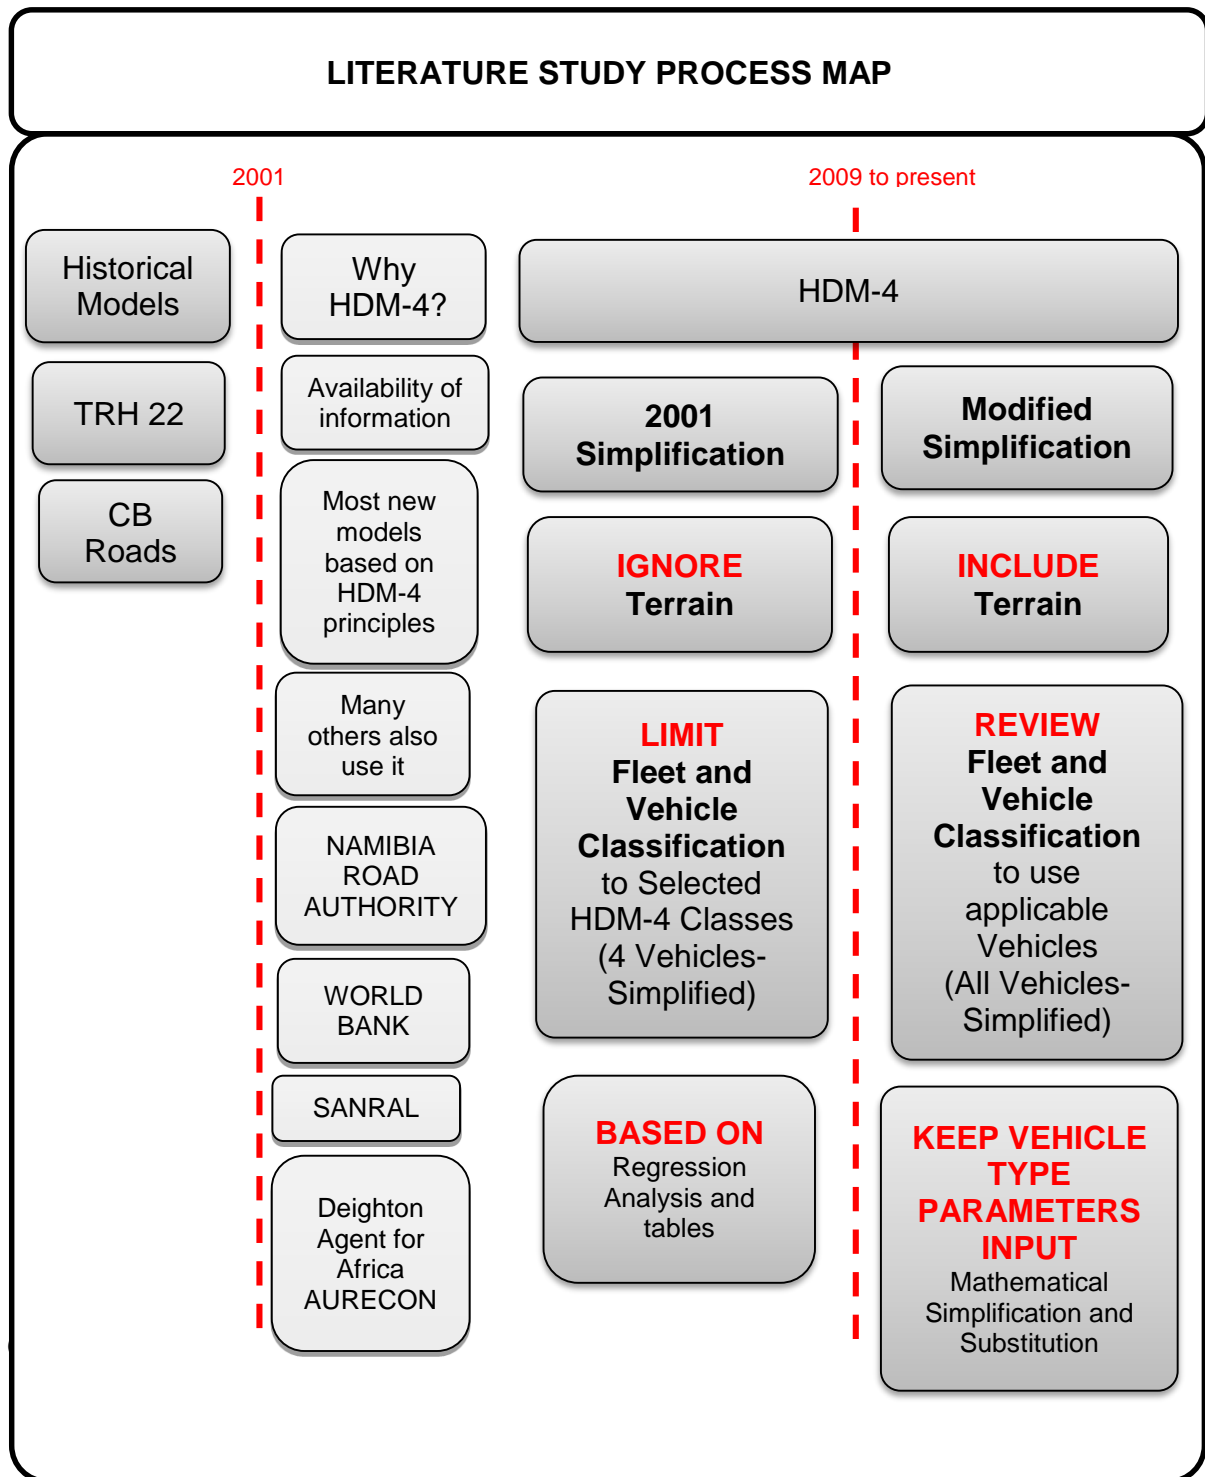 LITERATURE STUDY PROCESS MAP
2001
2009 to present
Historical
Models
TRH 22
CB
Roads
Why
HDM-4?
Availability of
information
Most new
models
based on
HDM-4
principles
Many
others also
use it
NAMIBIA
ROAD
AUTHORITY
WORLD
BANK
SANRAL
Deighton
Agent for
Africa
AURECON
HDM-4
2001
Simplification
IGNORE
Terrain
LIMIT
Fleet and
Vehicle
Classification
to Selected
HDM-4 Classes
(4 Vehicles-
Simplified)
BASED ON
Regression
Analysis and
tables
Modified
Simplification
INCLUDE
Terrain
REVIEW
Fleet and
Vehicle
Classification
to use
applicable
Vehicles
(All Vehicles-
Simplified)
KEEP VEHICLE
TYPE
PARAMETERS
INPUT
Mathematical
Simplification and
Substitution